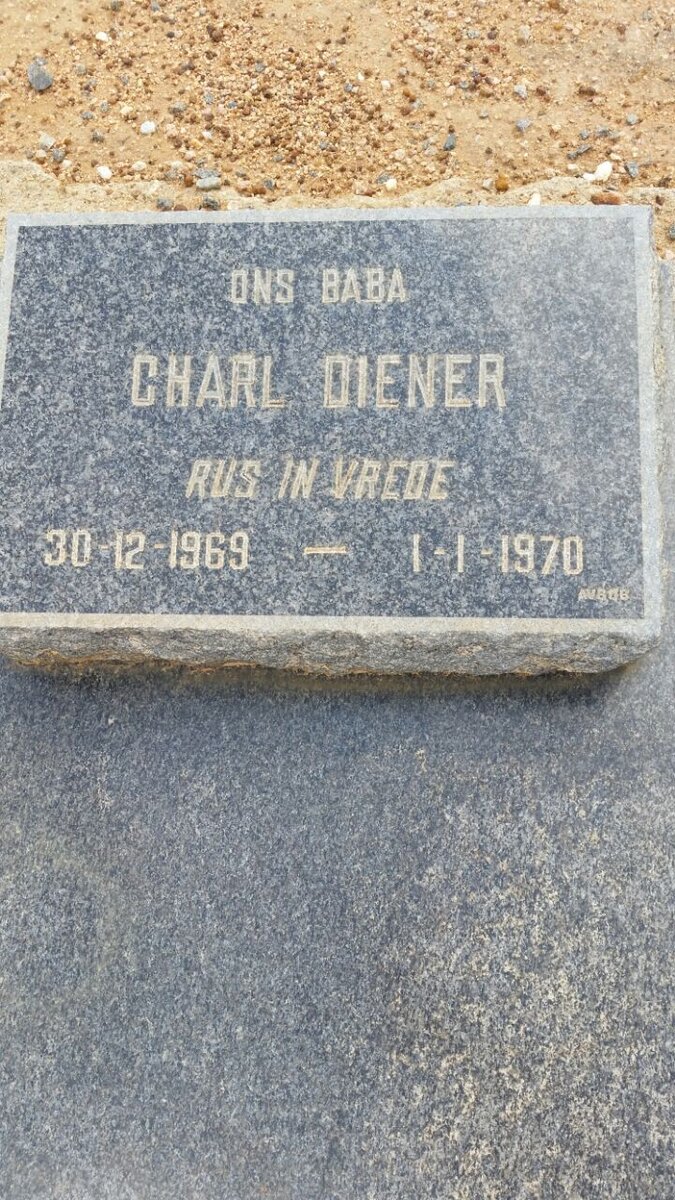 ONS BABA
CHARL DIENER
RUS IN VREDE
30-12-1969 — 1-1-1970